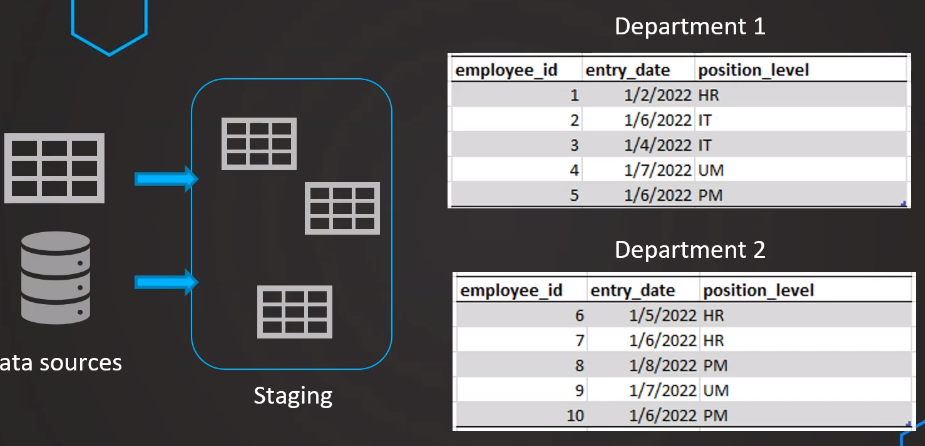 Department 1
employee_id entry_date position_level
1 1/2/2022 HR
2 1/6/2022 IT
3 1/4/2022 IT
4 1/7/2022 UM
5 1/6/2022 PM
Department 2
employee_id entry_date position_level
6 1/5/2022 HR
7 1/6/2022 HR
8 1/8/2022 PM
9 1/7/2022 UM
10 1/6/2022 PM
ata sources
Staging